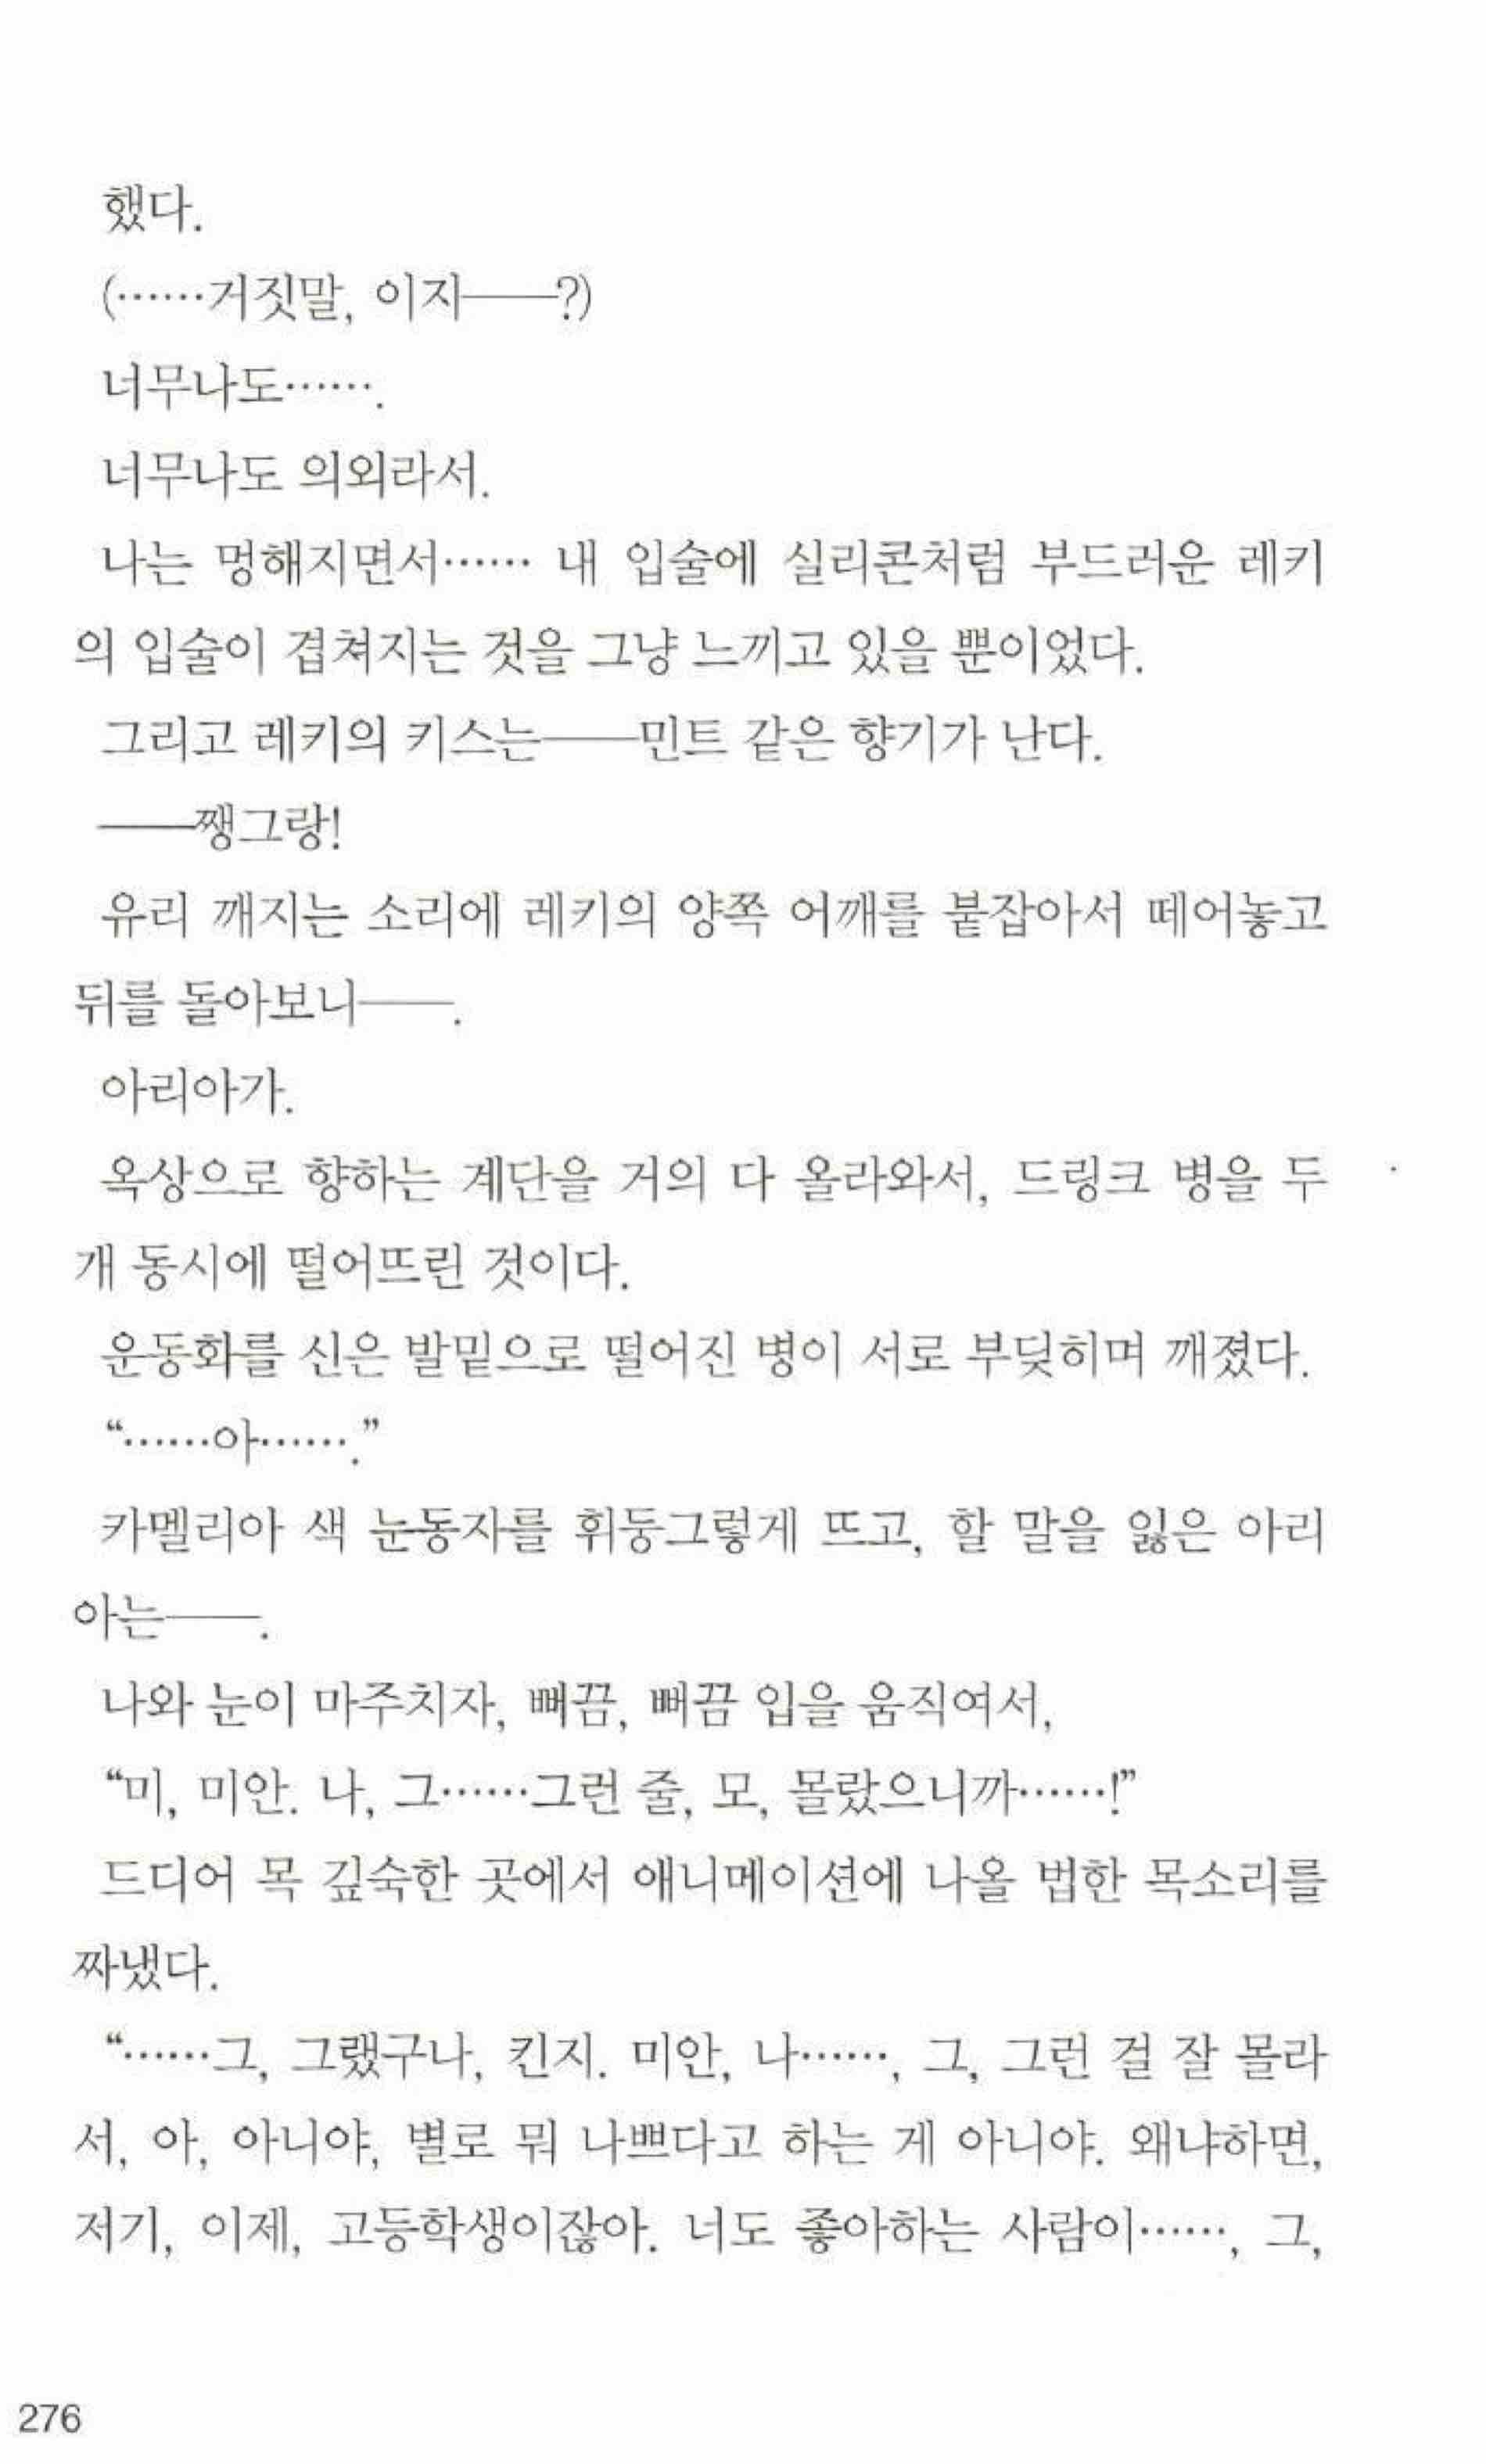 했다.
(……거짓말, 이지──?)
너무나도…….
너무나도 의외라서.
나는 멍해지면서…… 내 입술에 실리콘처럼 부드러운 레키
의 입술이 겹쳐지는 것을 그냥 느끼고 있을 뿐이었다.
그리고 레키의 키스는──민트 같은 향기가 난다.
──쨍그랑!
유리 깨지는 소리에 레키의 양쪽 어깨를 붙잡아서 떼어놓고
뒤를 돌아보니──.
아리아가.
옥상으로 향하는 계단을 거의 다 올라와서, 드링크 병을 두
개 동시에 떨어뜨린 것이다.
운동화를 신은 발밑으로 떨어진 병이 서로 부딪히며 깨졌다.
“……아…….”
카멜리아 색 눈동자를 휘둥그렇게 뜨고, 할 말을 잃은 아리
아는──.
나와 눈이 마주치자, 뻐끔, 뻐끔 입을 움직여서,
“미, 미안. 나, 그……그런 줄, 모, 몰랐으니까……!”
드디어 목 깊숙한 곳에서 애니메이션에 나올 법한 목소리를
짜냈다.
“……그, 그랬구나, 킨지. 미안, 나……, 그, 그런 걸 잘 몰라
서, 아, 아니야, 별로 뭐 나쁘다고 하는 게 아니야. 왜냐하면,
저기, 이제, 고등학생이잖아. 너도 좋아하는 사람이……, 그,
276